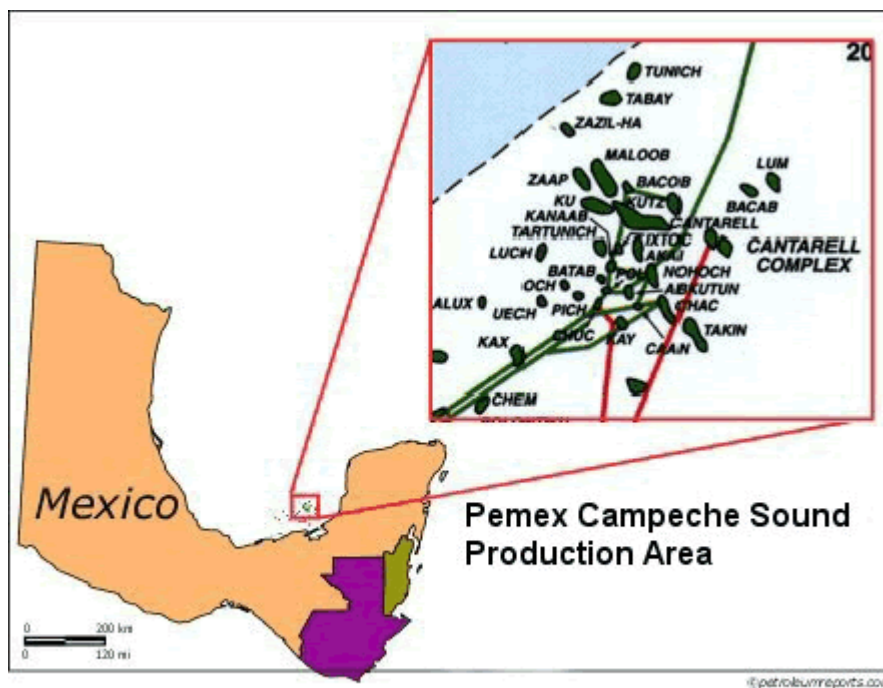 20
TUNICH
TABAY
ZAZIL-HA
MALOOB
LUM
ZAAP
BACOB
KU
KUTZ
BACAB
KANAAB
CANTARELL
TARTUNICH
IXTOC
LUCH
AKAL
CANTARELL
COMPLEX
BATAB
POL
NOHOCH
OCH
ABKUTUN
ALUX
UECH
PICH
CHAC
KAX
CHUC
KAY
CAAN
TAKIN
CHEM
Mexico
Pemex Campeche Sound
Production Area
0
200 km
0
120 mi
©petroleumreports.com